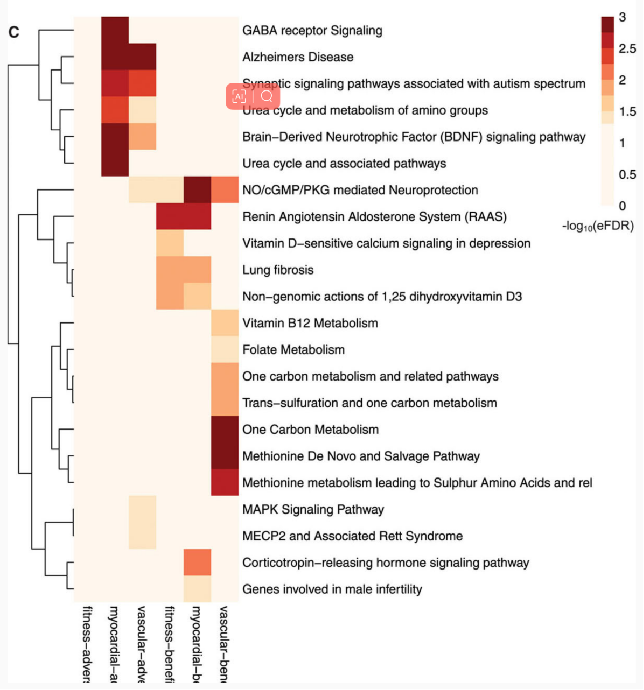 C
GABA receptor Signaling
Alzheimers Disease
Synaptic signaling pathways associated with autism spectrum
Urea cycle and metabolism of amino groups
Brain−Derived Neurotrophic Factor (BDNF) signaling pathway
Urea cycle and associated pathways
NO/cGMP/PKG mediated Neuroprotection
Renin Angiotensin Aldosterone System (RAAS)
Vitamin D−sensitive calcium signaling in depression
Lung fibrosis
Non−genomic actions of 1,25 dihydroxyvitamin D3
Vitamin B12 Metabolism
Folate Metabolism
One carbon metabolism and related pathways
Trans−sulfuration and one carbon metabolism
One Carbon Metabolism
Methionine De Novo and Salvage Pathway
Methionine metabolism leading to Sulphur Amino Acids and rel
MAPK Signaling Pathway
MECP2 and Associated Rett Syndrome
Corticotropin−releasing hormone signaling pathway
Genes involved in male infertility
3
2.5
2
1.5
1
0.5
0
-log₁₀(eFDR)
fitness−advers
myocardial−a
vascular−adve
fitness−benefi
myocardial−be
vascular−bene